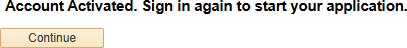 Account Activated. Sign in again to start your application.
Continue